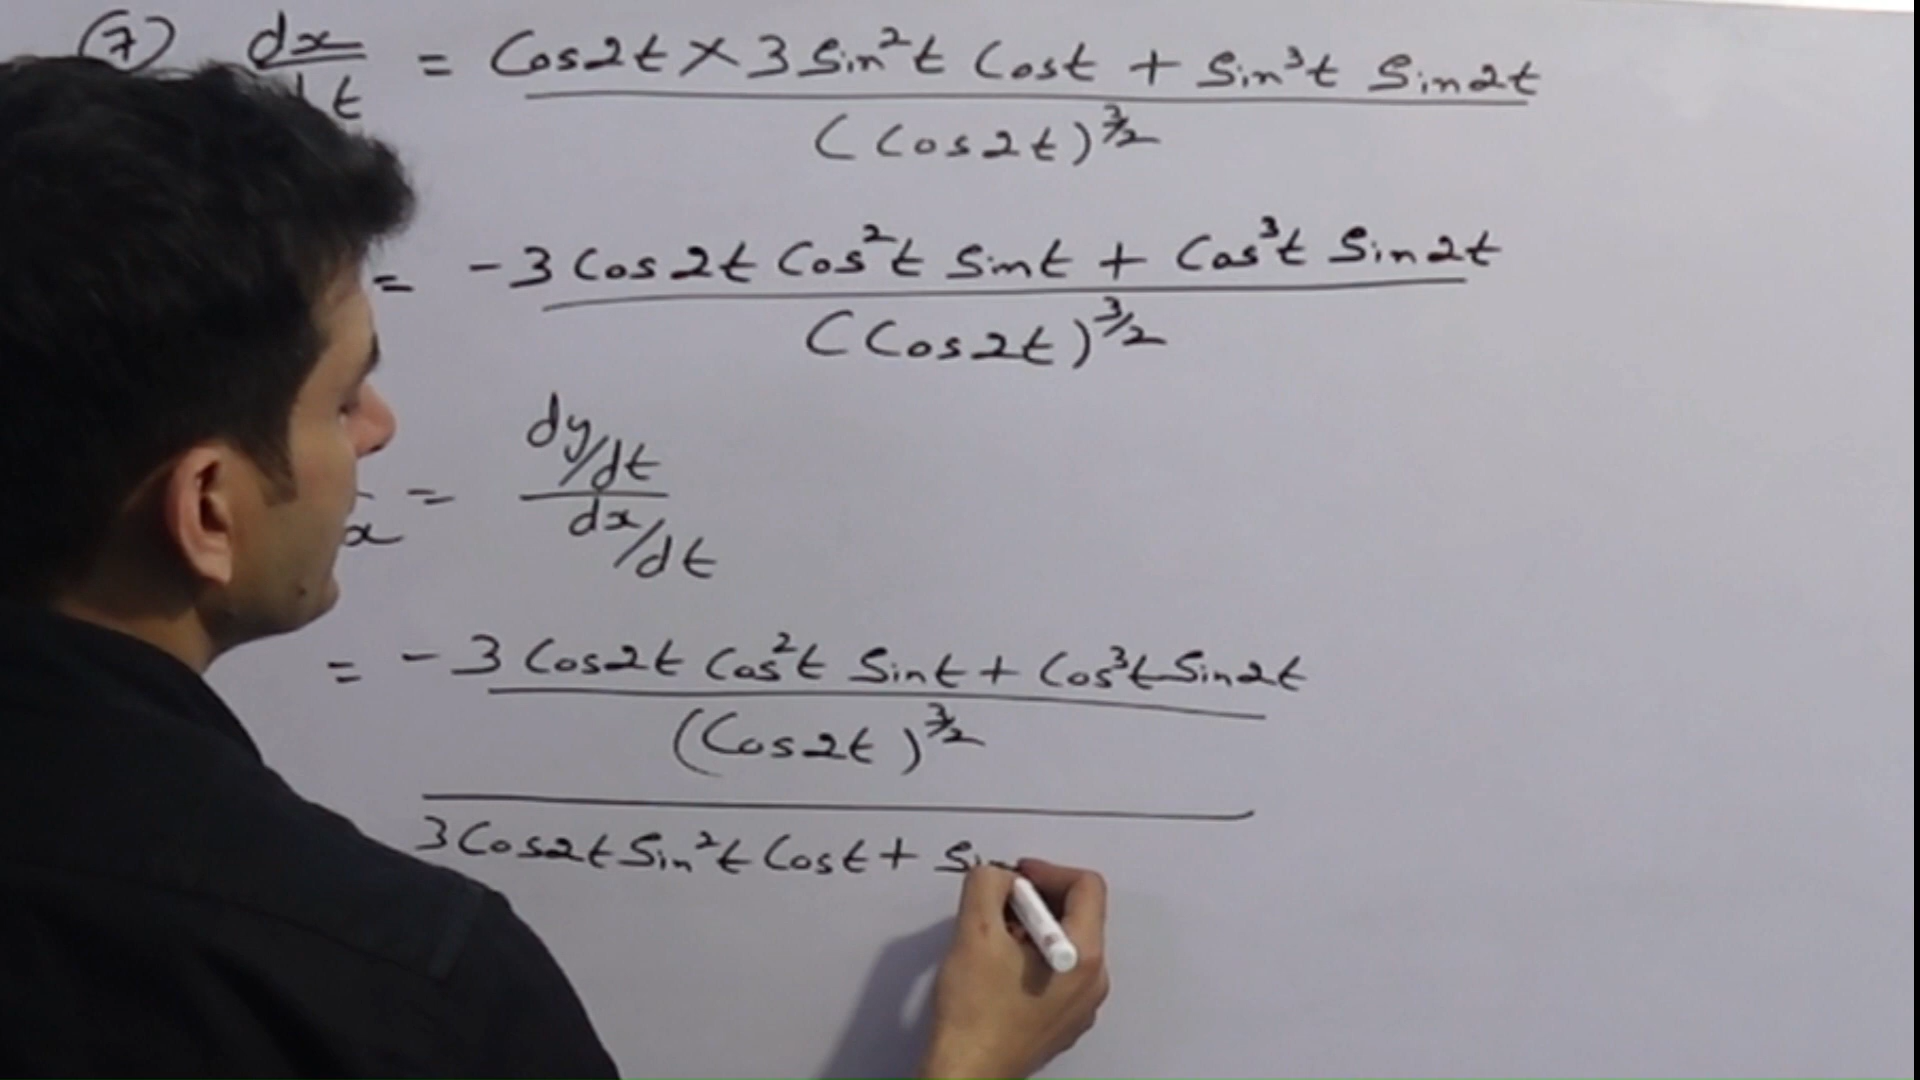 (7) dx/dt = Cos2t × 3 Sin²t Cost + Sin³t Sin2t
(Cos2t)^3/2
= -3 Cos2t Cos²t Sint + Cos³t Sin2t
(Cos2t)^3/2
dy/dt
x =
dx/dt
= -3 Cos2t Cos²t Sint + Cos³t Sin2t
(Cos2t)^3/2
3 Cos2t Sin²t Cost + Sin